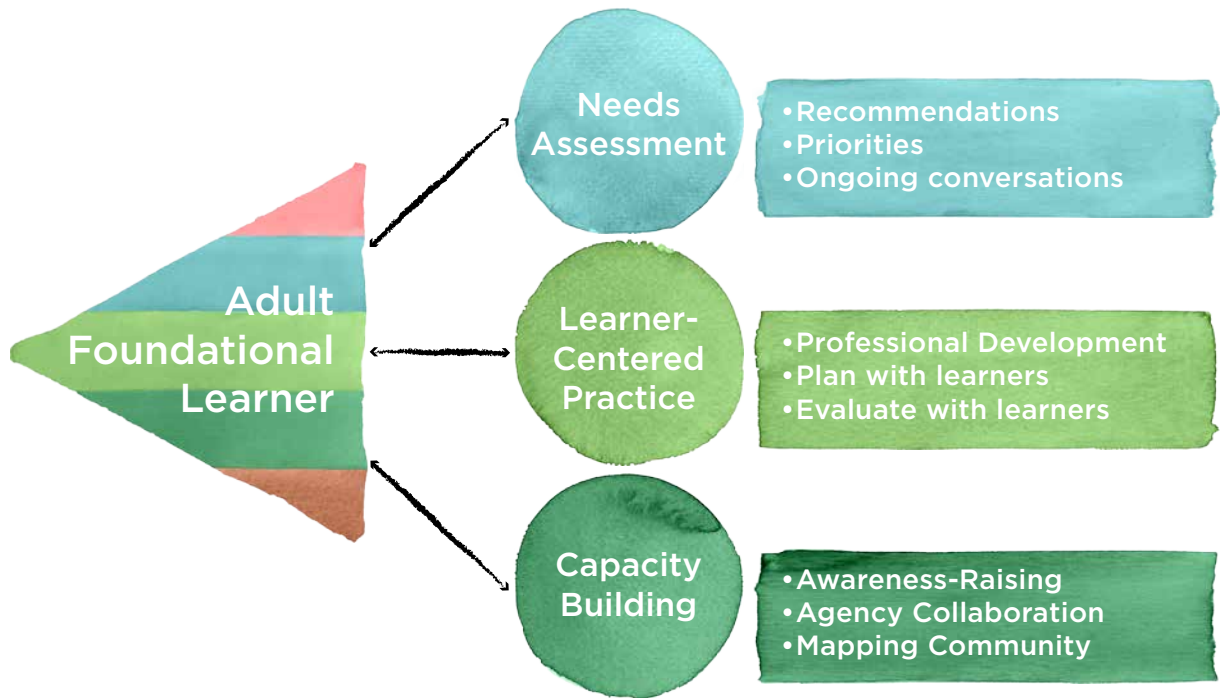 Adult
Foundational
Learner
Needs
Assessment
•Recommendations
•Priorities
•Ongoing conversations
Learner-
Centered
Practice
•Professional Development
•Plan with learners
•Evaluate with learners
Capacity
Building
•Awareness-Raising
•Agency Collaboration
•Mapping Community